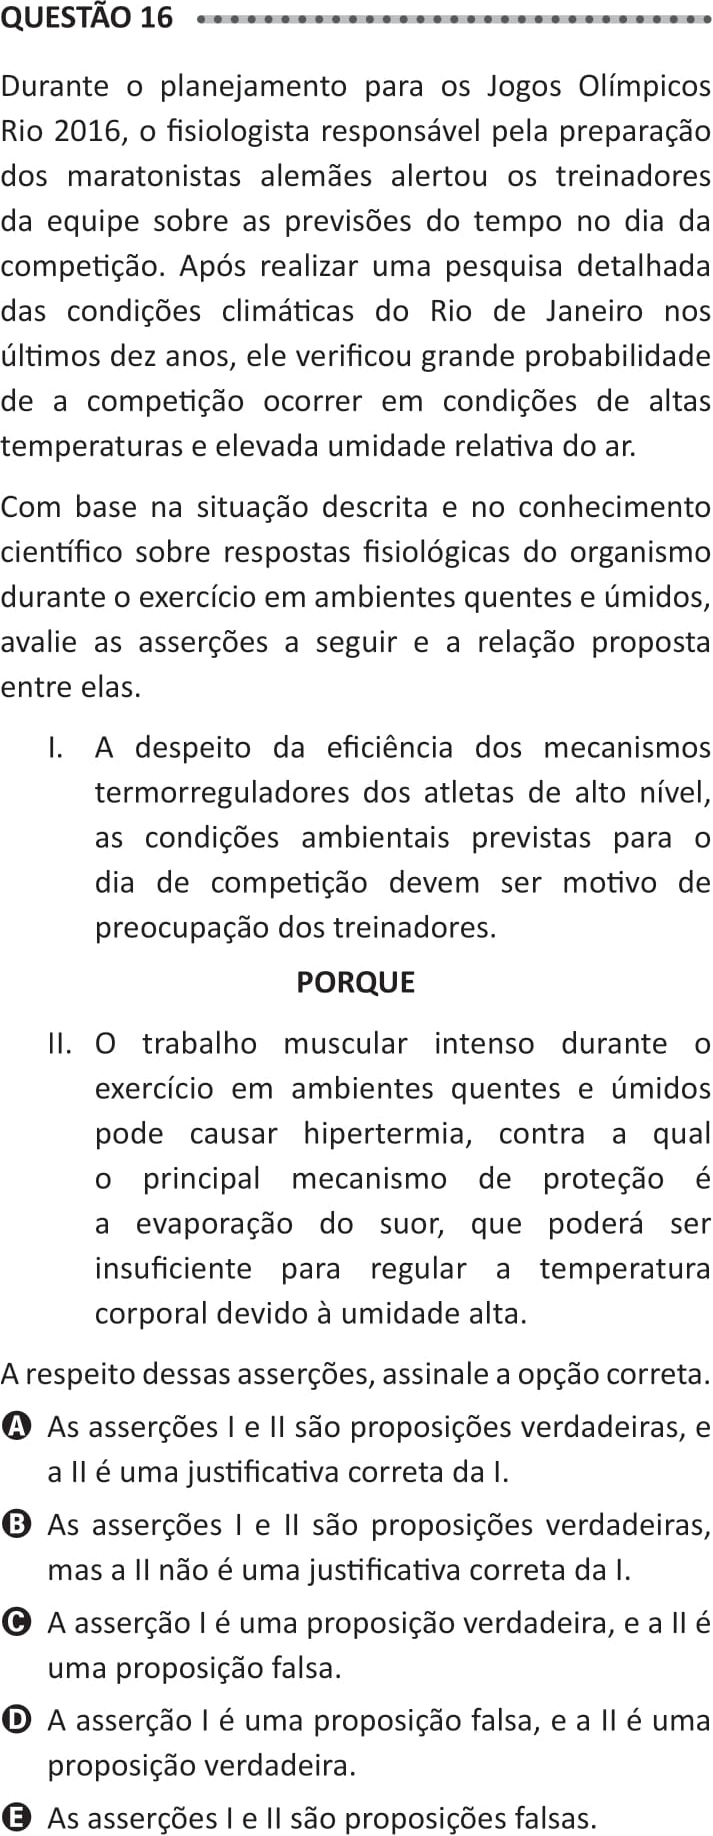 QUESTÃO 16
Durante o planejamento para os Jogos Olímpicos
Rio 2016, o fisiologista responsável pela preparação
dos maratonistas alemães alertou os treinadores
da equipe sobre as previsões do tempo no dia da
competição. Após realizar uma pesquisa detalhada
das condições climáticas do Rio de Janeiro nos
últimos dez anos, ele verificou grande probabilidade
de a competição ocorrer em condições de altas
temperaturas e elevada umidade relativa do ar.
Com base na situação descrita e no conhecimento
científico sobre respostas fisiológicas do organismo
durante o exercício em ambientes quentes e úmidos,
avalie as asserções a seguir e a relação proposta
entre elas.
I. A despeito da eficiência dos mecanismos
termorreguladores dos atletas de alto nível,
as condições ambientais previstas para o
dia de competição devem ser motivo de
preocupação dos treinadores.
PORQUE
II. O trabalho muscular intenso durante o
exercício em ambientes quentes e úmidos
pode causar hipertermia, contra a qual
o principal mecanismo de proteção é
a evaporação do suor, que poderá ser
insuficiente para regular a temperatura
corporal devido à umidade alta.
A respeito dessas asserções, assinale a opção correta.
A As asserções I e II são proposições verdadeiras, e
a II é uma justificativa correta da I.
B As asserções I e II são proposições verdadeiras,
mas a II não é uma justificativa correta da I.
C A asserção I é uma proposição verdadeira, e a II é
uma proposição falsa.
D A asserção I é uma proposição falsa, e a II é uma
proposição verdadeira.
E As asserções I e II são proposições falsas.